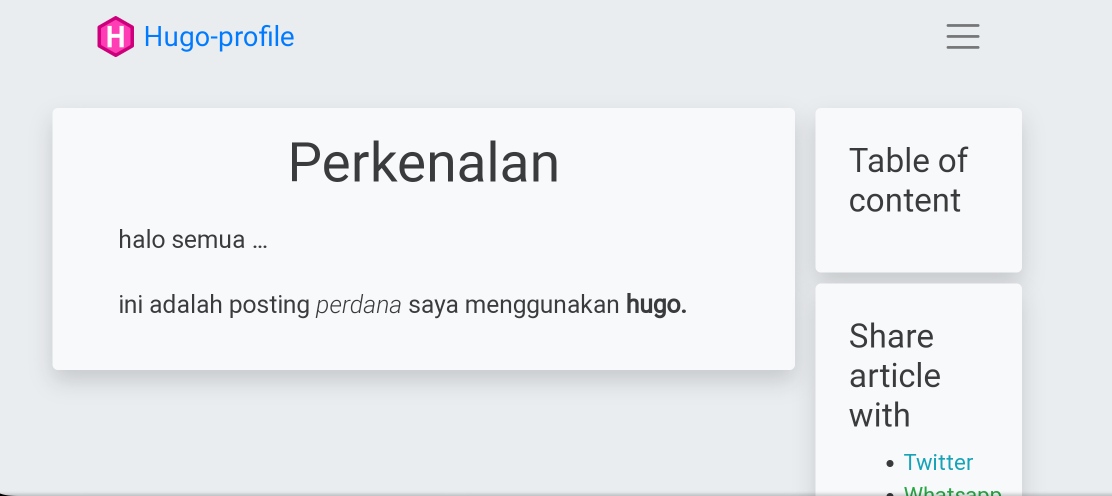 H Hugo-profile
Perkenalan
halo semua …
ini adalah posting perdana saya menggunakan hugo.
Table of
content
Share
article
with
Twitter
Whatsapp